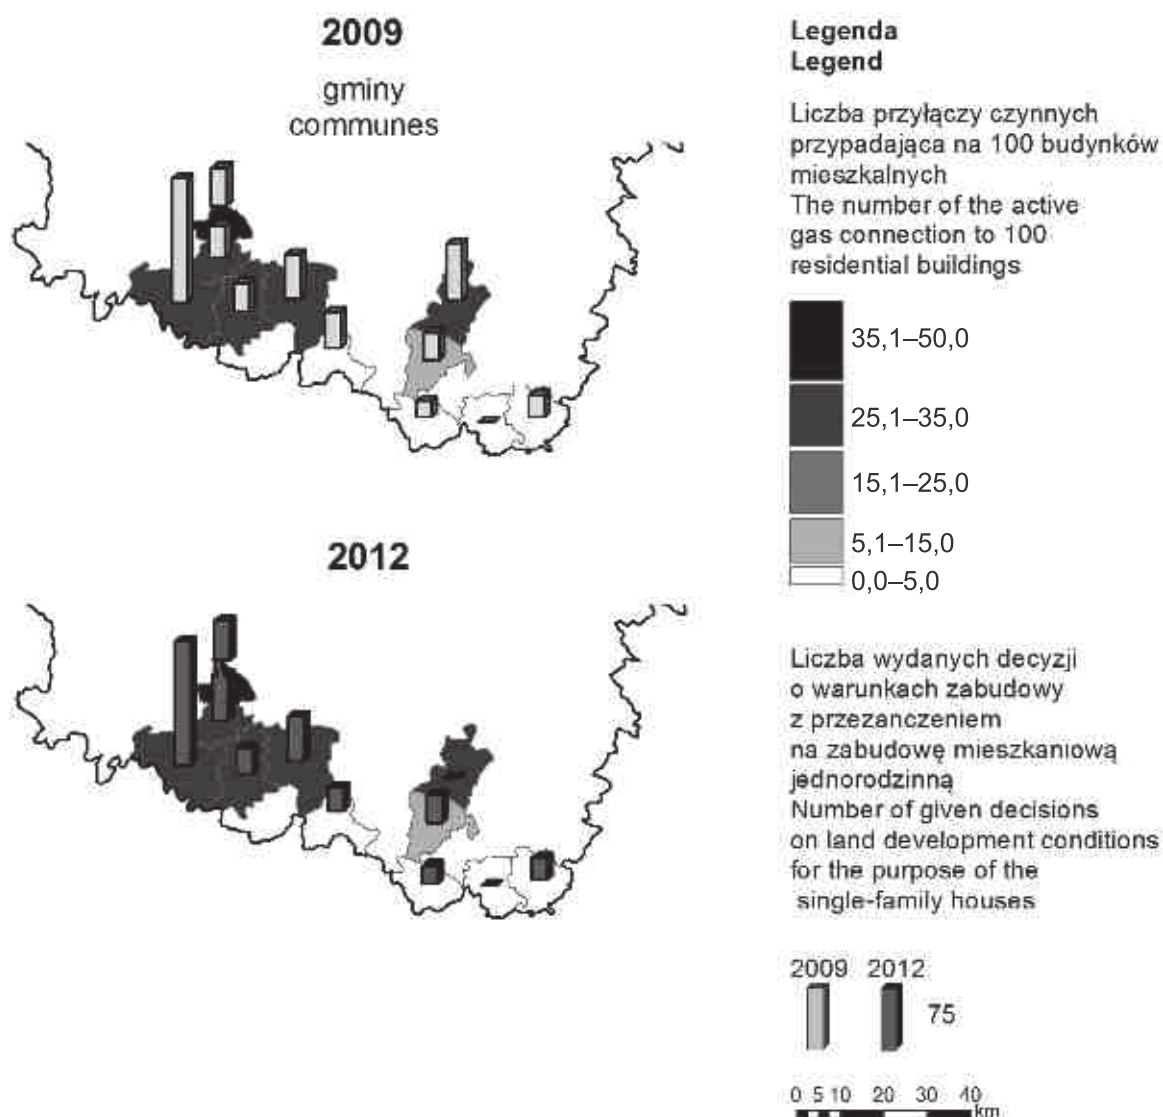 2009
gminy
communes
2012
Legenda
Legend
Liczba przyłączy czynnych
przypadająca na 100 budynków
mieszkalnych
The number of the active
gas connection to 100
residential buildings
35,1–50,0
25,1–35,0
15,1–25,0
5,1–15,0
0,0–5,0
Liczba wydanych decyzji
o warunkach zabudowy
z przezanczeniem
na zabudowę mieszkaniową
jednorodzinną
Number of given decisions
on land development conditions
for the purpose of the
single-family houses
2009 2012
75
0 5 10 20 30 40
km